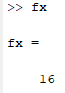 >> fx
fx =
16